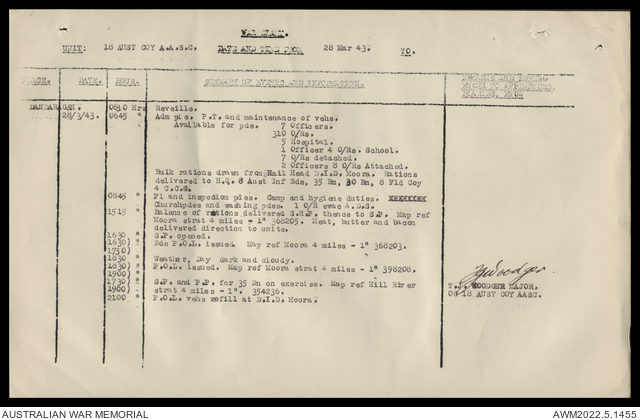 WAR DIARY.
UNIT: 18 AUST COY A.A.S.C. DATE AND TIME FROM 28 Mar 43. TO.
PLACE. DATE. HOUR. SUMMARY OF EVENTS AND INFORMATION.
DANDARAGAN. 0630 Hrs Reveille.
28/3/43. 0645 " Adm pde. P.T. and maintenance of vehs.
Available for pde. 7 Officers.
310 O/Rs.
5 Hospital.
1 Officer 4 O/Rs. School.
7 O/Rs detached.
2 Officers 8 O/Rs Attached.
Bulk rations drawn from Rail Head D.I.D. Moora. Rations
delivered to H.Q. 8 Aust Inf Bde, 35 Bn, 30 Bn, 8 Fld Coy
4 C.C.S.
0845 " Pl and inspection pdes. Camp and hygiene duties.
Churchpdes and washing pdes. 1 O/R evac A.D.S.
1515 " Balance of rations delivered S.R.P. thence to S.P. Map ref
Moora strat 4 miles - 1" 368205. Meat, butter and bacon
delivered direction to units.
1630 " S.P. opened.
1630) Bde P.O.L. issued. Map ref Moora 4 miles - 1" 368203.
1730)
1830 " Weather, Day dark and cloudy.
1830) P.O.L. issued. Map ref Moora strat 4 miles - 1" 398208.
1900)
1730) S.P. and P.P. for 35 Bn on exercise. Map ref Hill River
1900) strat 4 miles - 1". 354236.
2100 " P.O.L. vehs refill at D.I.D. Moora.
T.J. WOODGER MAJOR.
OC 18 AUST COY AASC.
AUSTRALIAN WAR MEMORIAL AWM2022.5.1455